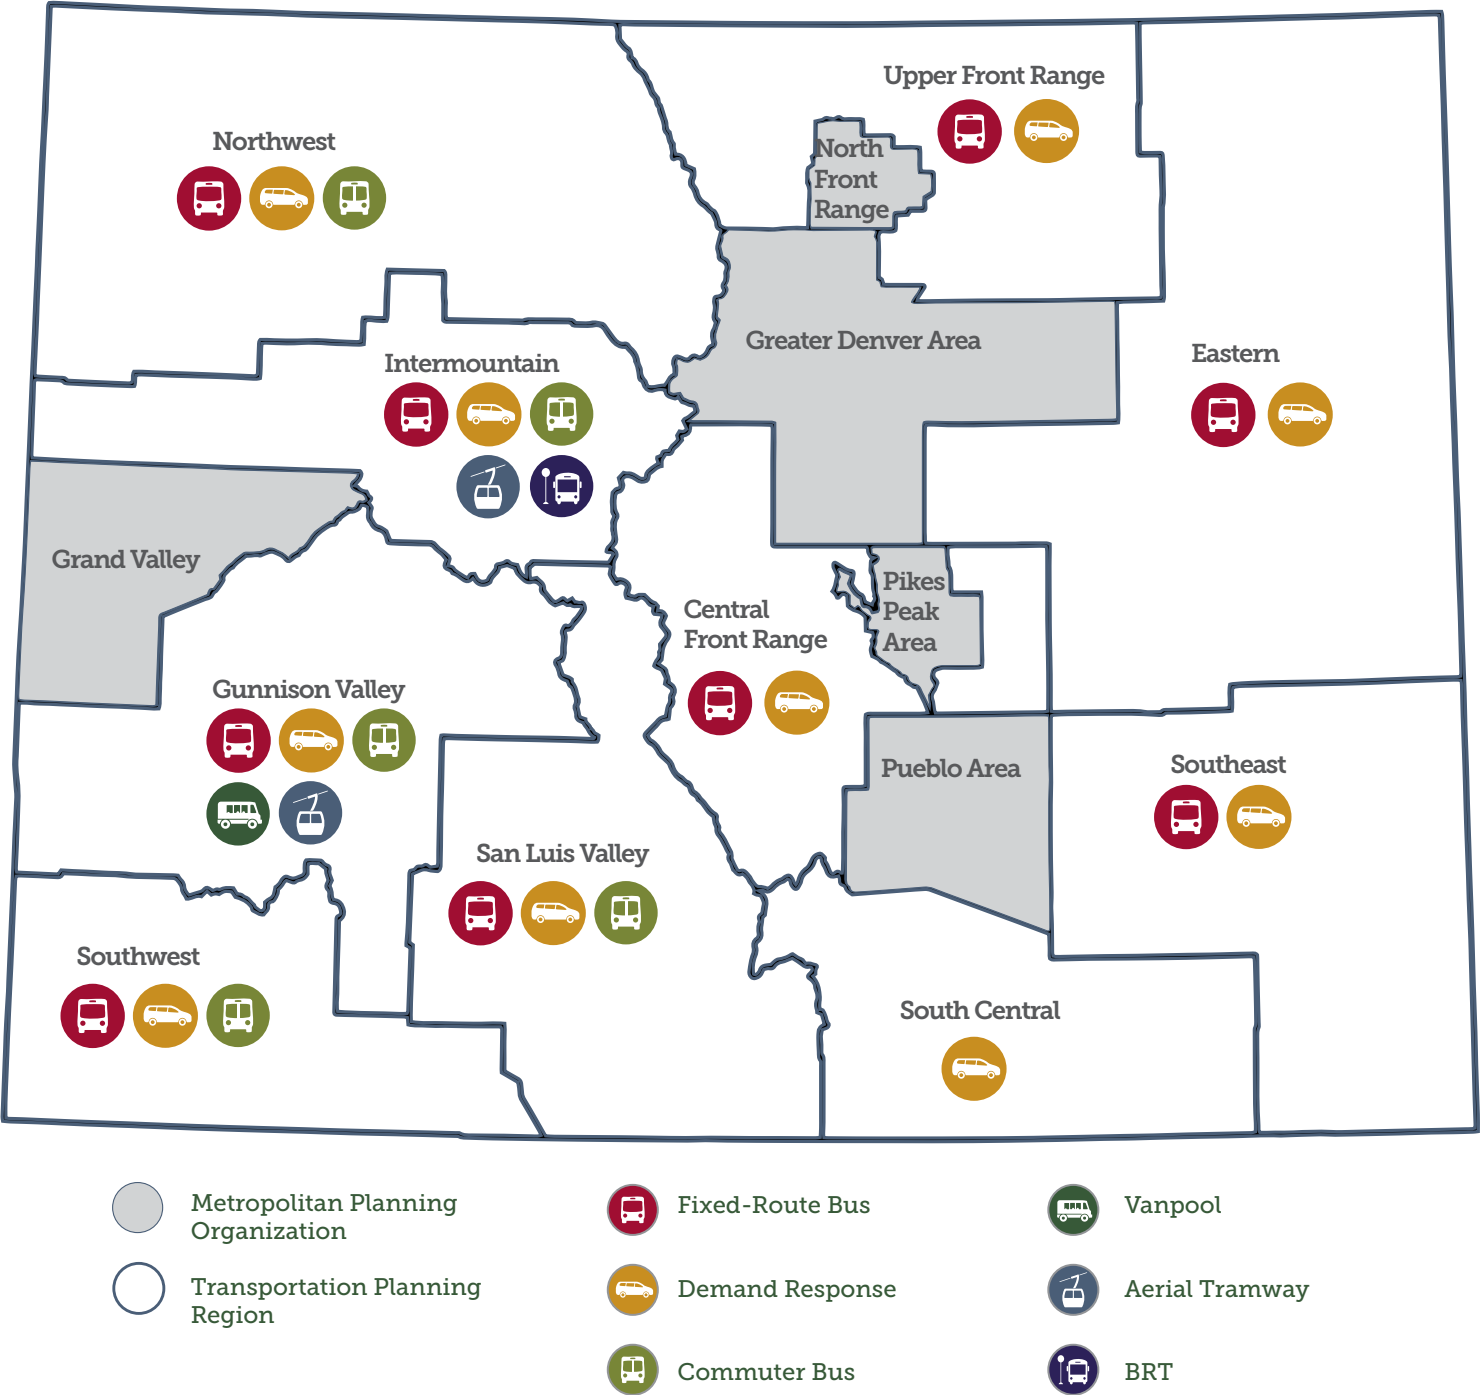 Upper Front Range
Northwest
North
Front
Range
Greater Denver Area
Eastern
Intermountain
Grand Valley
Pikes
Peak
Area
Central
Front Range
Gunnison Valley
Pueblo Area
Southeast
San Luis Valley
Southwest
South Central
Metropolitan Planning
Organization
Transportation Planning
Region
Fixed-Route Bus
Demand Response
Commuter Bus
Vanpool
Aerial Tramway
BRT